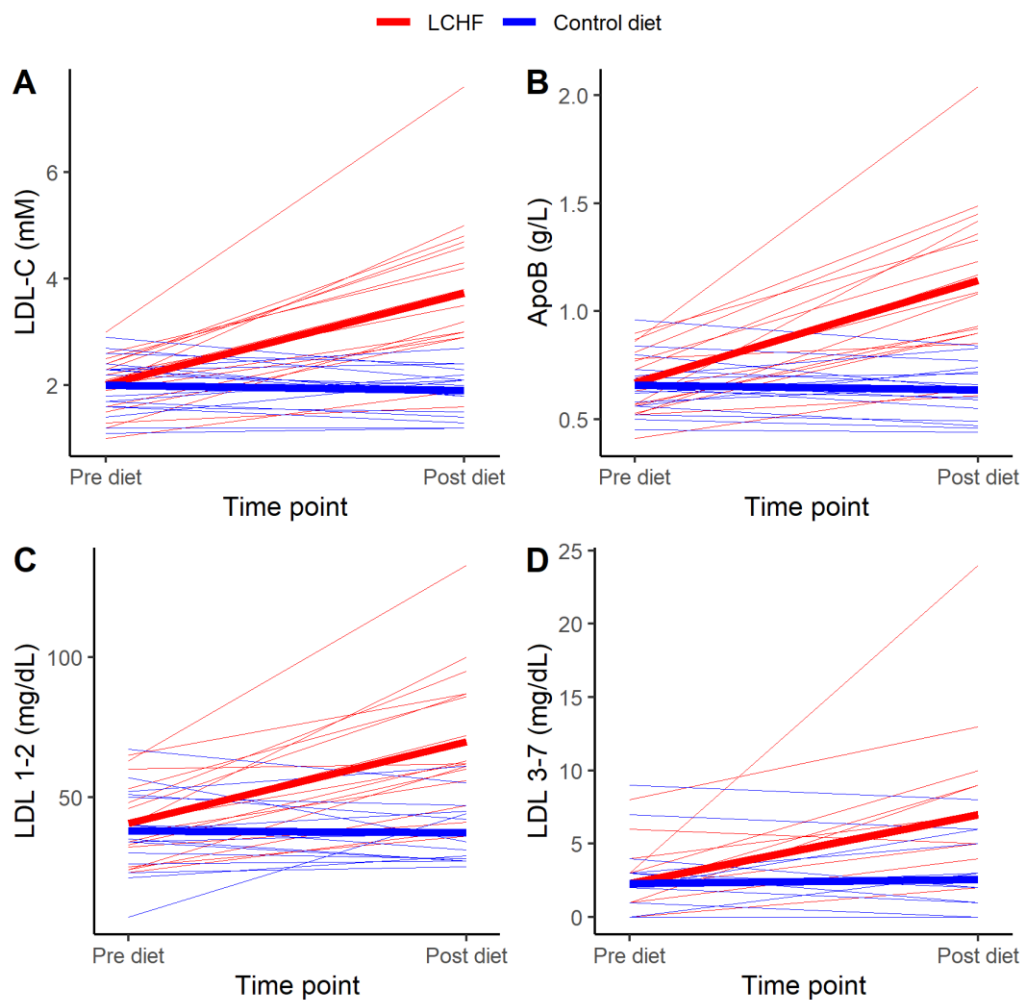 LCHF Control diet
A
LDL-C (mM)
6
4
2
Pre diet Post diet
Time point
B
ApoB (g/L)
2.0
1.5
1.0
0.5
Pre diet Post diet
Time point
C
LDL 1-2 (mg/dL)
100
50
Pre diet Post diet
Time point
D
LDL 3-7 (mg/dL)
25
20
15
10
5
0
Pre diet Post diet
Time point